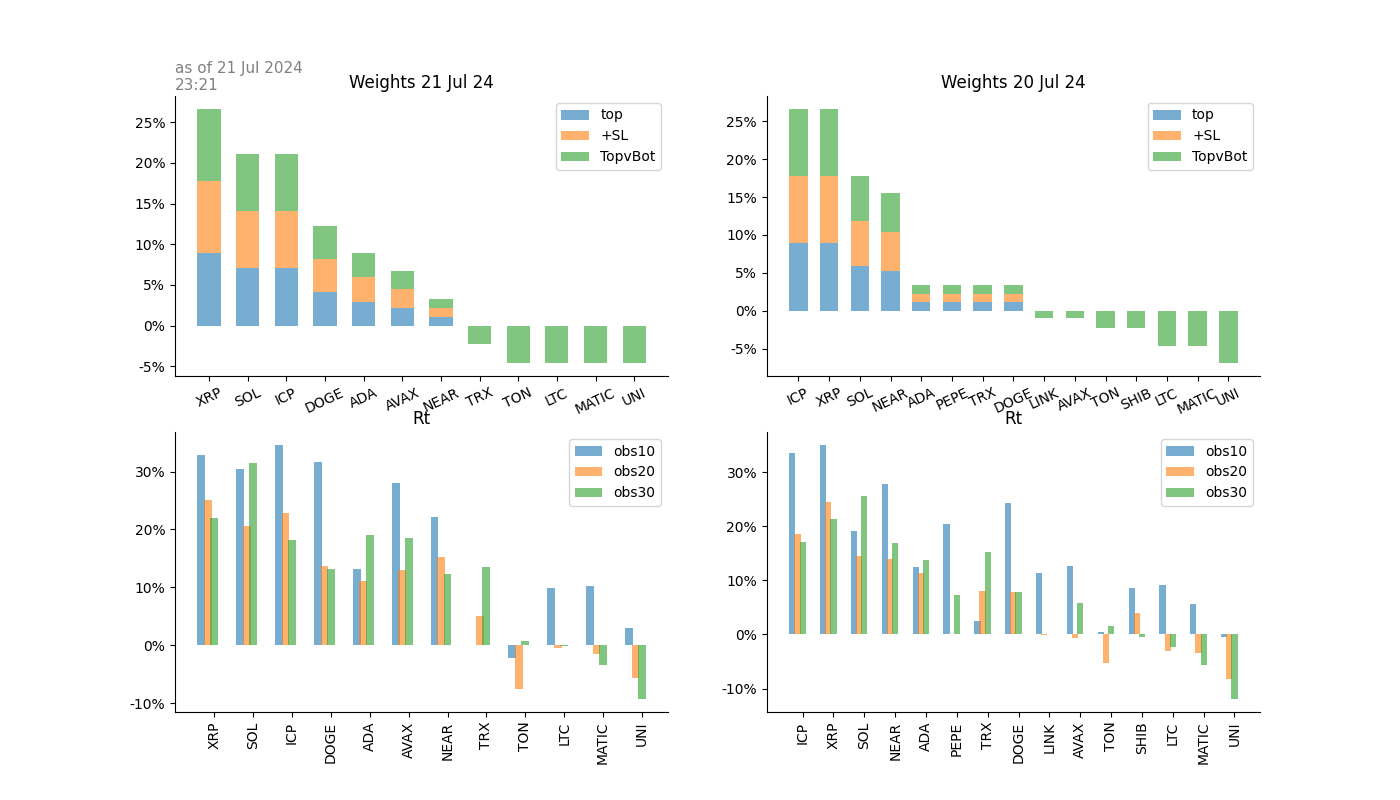 as of 21 Jul 2024
23:21
Weights 21 Jul 24
25%
20%
15%
10%
5%
0%
-5%
top
+SL
TopvBot
XRP SOL ICP DOGE ADA AVAX NEAR TRX TON LTC MATIC UNI
Weights 20 Jul 24
25%
20%
15%
10%
5%
0%
-5%
top
+SL
TopvBot
ICP XRP SOL NEAR ADA PEPE TRX DOGE LINK AVAX TON SHIB LTC MATIC UNI
Rt
30%
20%
10%
0%
-10%
obs10
obs20
obs30
XRP SOL ICP DOGE ADA AVAX NEAR TRX TON LTC MATIC UNI
Rt
30%
20%
10%
0%
-10%
obs10
obs20
obs30
ICP XRP SOL NEAR ADA PEPE TRX DOGE LINK AVAX TON SHIB LTC MATIC UNI